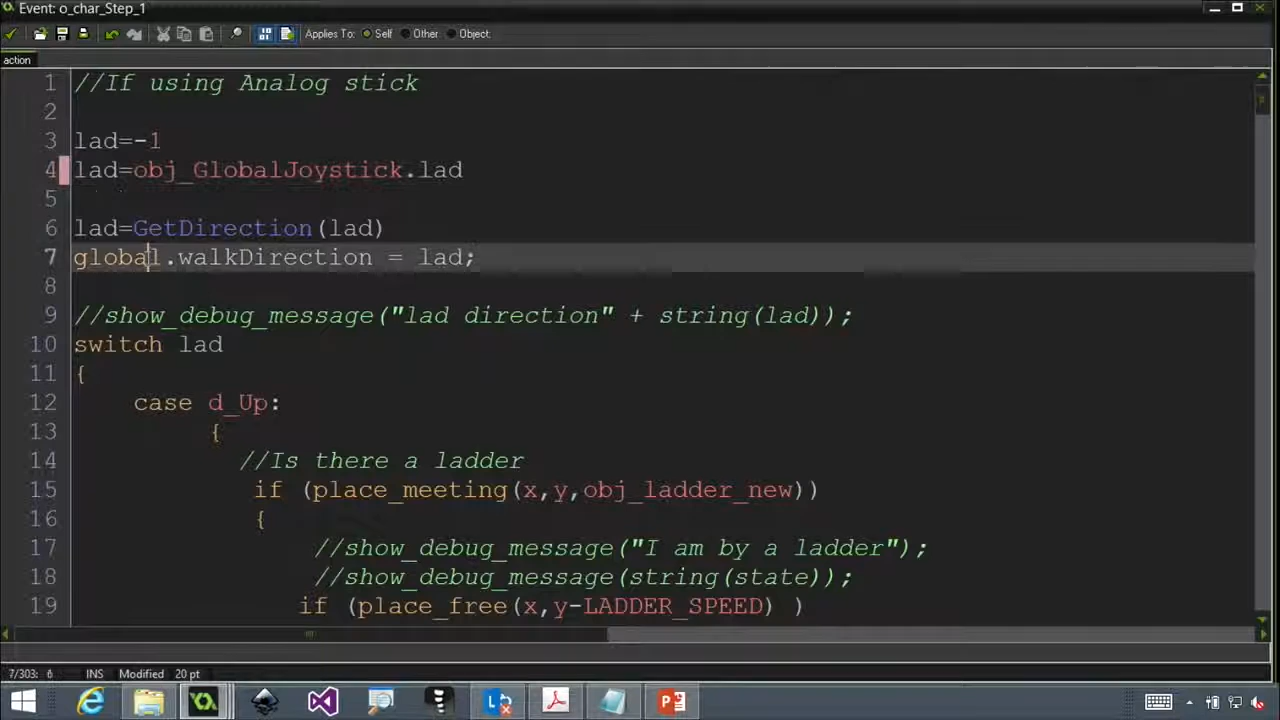 Event: o_char_Step_1
Applies To: Self Other Object
action
1 //If using Analog stick
2
3 lad=-1
4 lad=obj_GlobalJoystick.lad
5
6 lad=GetDirection(lad)
7 global.walkDirection = lad;
8
9 //show_debug_message("lad direction" + string(lad));
10 switch lad
11 {
12 case d_Up:
13 {
14 //Is there a ladder
15 if (place_meeting(x,y,obj_ladder_new))
16 {
17 //show_debug_message("I am by a ladder");
18 //show_debug_message(string(state));
19 if (place_free(x,y-LADDER_SPEED) )
7/303: 6 INS Modified 20 pt